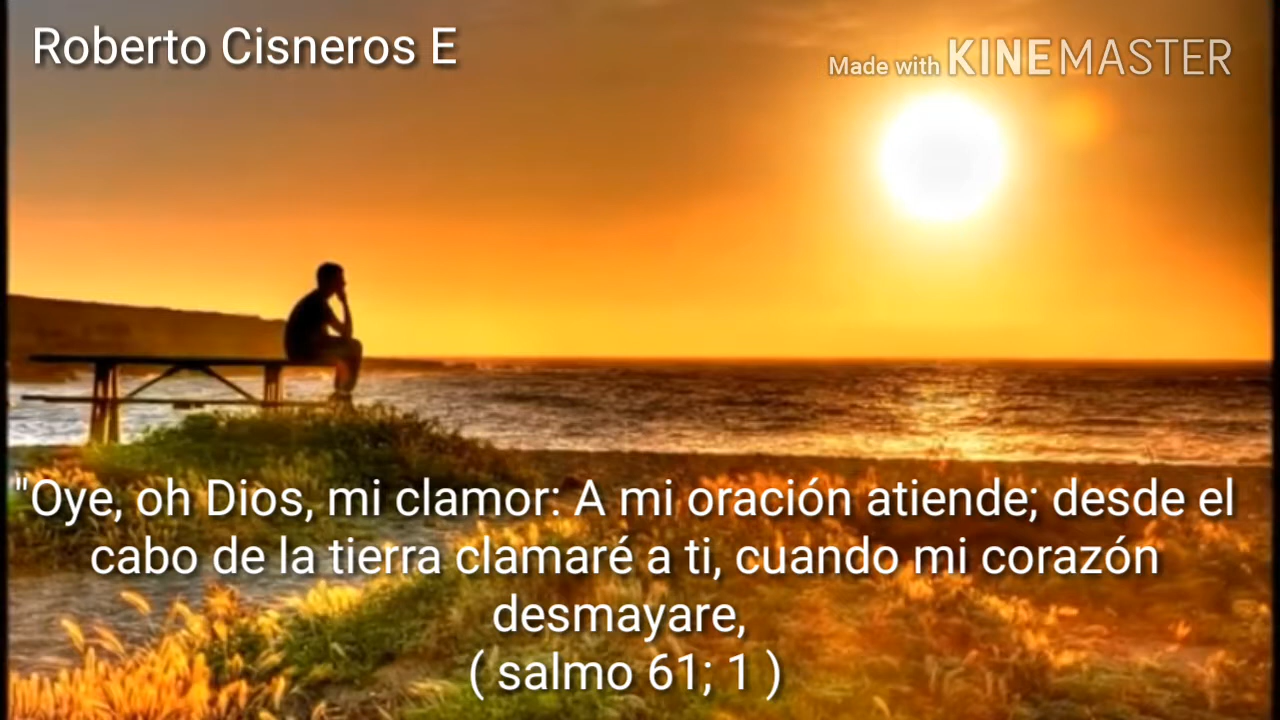 Roberto Cisneros E
Made with KINEMASTER
"Oye, oh Dios, mi clamor: A mi oración atiende; desde el
cabo de la tierra clamaré a ti, cuando mi corazón
desmayare,
( salmo 61; 1 )